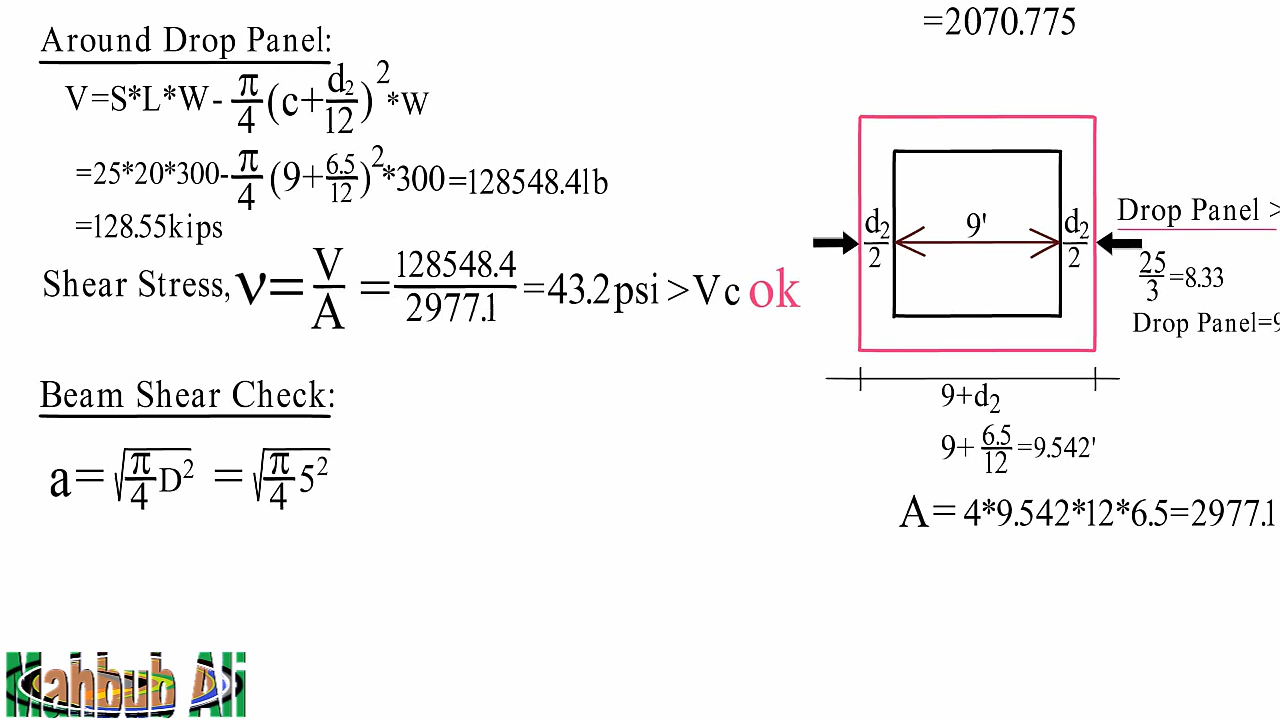 =2070.775
Around Drop Panel:
V=S*L*W- π/4 (c+d₂/12)² *W
=25*20*300- π/4 (9+6.5/12)² *300=128548.4lb
=128.55kips
Shear Stress, ν= V/A = 128548.4/2977.1 =43.2psi >Vc ok
Beam Shear Check:
a= √π/4 D² = √π/4 5²
d₂/2 9' d₂/2
Drop Panel >
25/3 =8.33
Drop Panel=9
9+d₂
9+ 6.5/12 =9.542'
A= 4*9.542*12*6.5=2977.1
Mahbub Ali